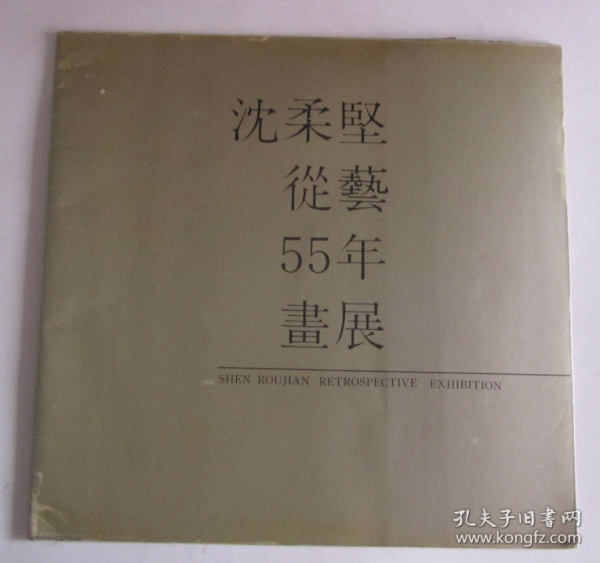 沈柔堅
從藝
55年
畫展
SHEN ROUJIAN RETROSPECTIVE EXHIBITION
孔夫子旧書网
www.kongfz.com